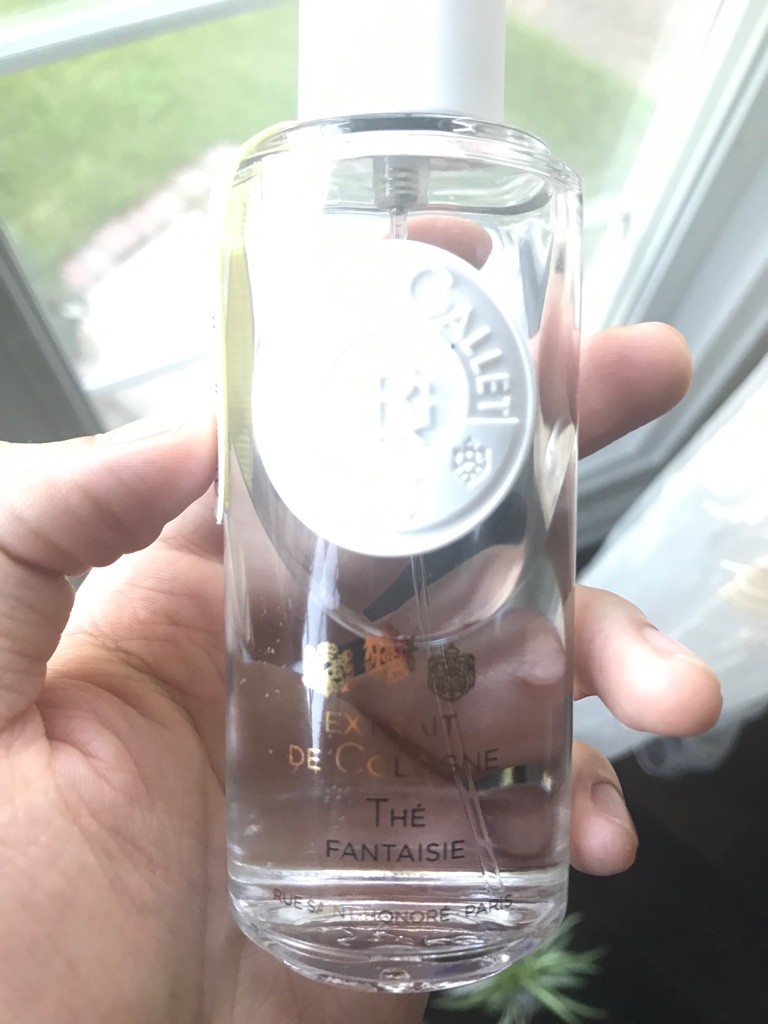 GALLET
EXTRAIT
DE COLOGNE
THÉ
FANTAISIE
RUE SAINT-HONORÉ, PARIS